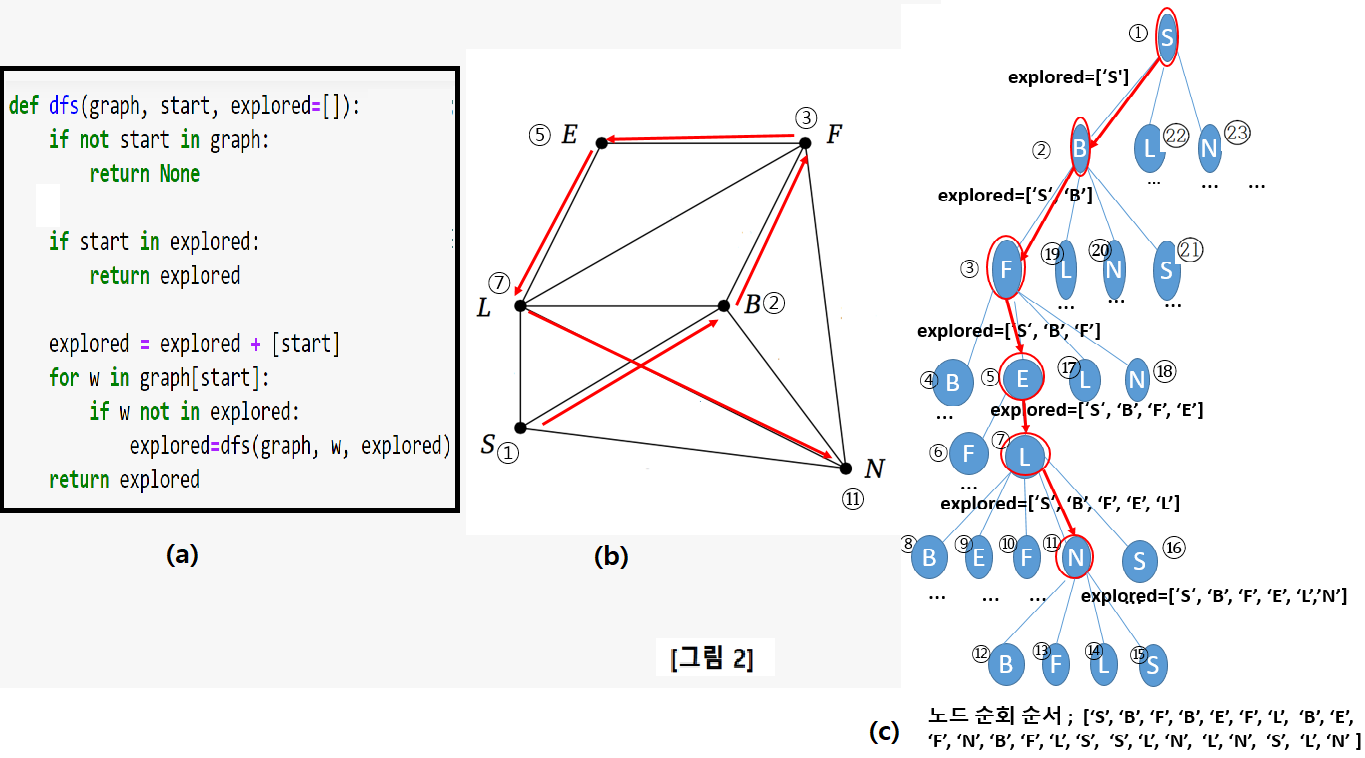 def dfs(graph, start, explored=[]):
if not start in graph:
return None
if start in explored:
return explored
explored = explored + [start]
for w in graph[start]:
if w not in explored:
explored=dfs(graph, w, explored)
return explored
(a)
⑤ E
③
F
⑦
L
B②
S①
N
⑪
(b)
[그림 2]
① S
explored=['S']
② B
L ㉒
N ㉓
... ... ...
explored=['S', 'B']
③ F
⑲ L
⑳ N
S ㉑
... ... ...
explored=['S', 'B', 'F']
④ B
⑤ E
⑰ L
N ⑱
...
explored=['S', 'B', 'F', 'E']
⑥ F
⑦ L
...
explored=['S', 'B', 'F', 'E', 'L']
⑧ B
⑨ E
⑩ F
⑪ N
S ⑯
... ... ... ...
explored=['S', 'B', 'F', 'E', 'L','N']
⑫ B
⑬ F
⑭ L
⑮ S
노드 순회 순서 ; ['S', 'B', 'F', 'B', 'E', 'F', 'L', 'B', 'E',
'F', 'N', 'B', 'F', 'L', 'S', 'S', 'L', 'N', 'L', 'N', 'S', 'L', 'N' ]
(c)